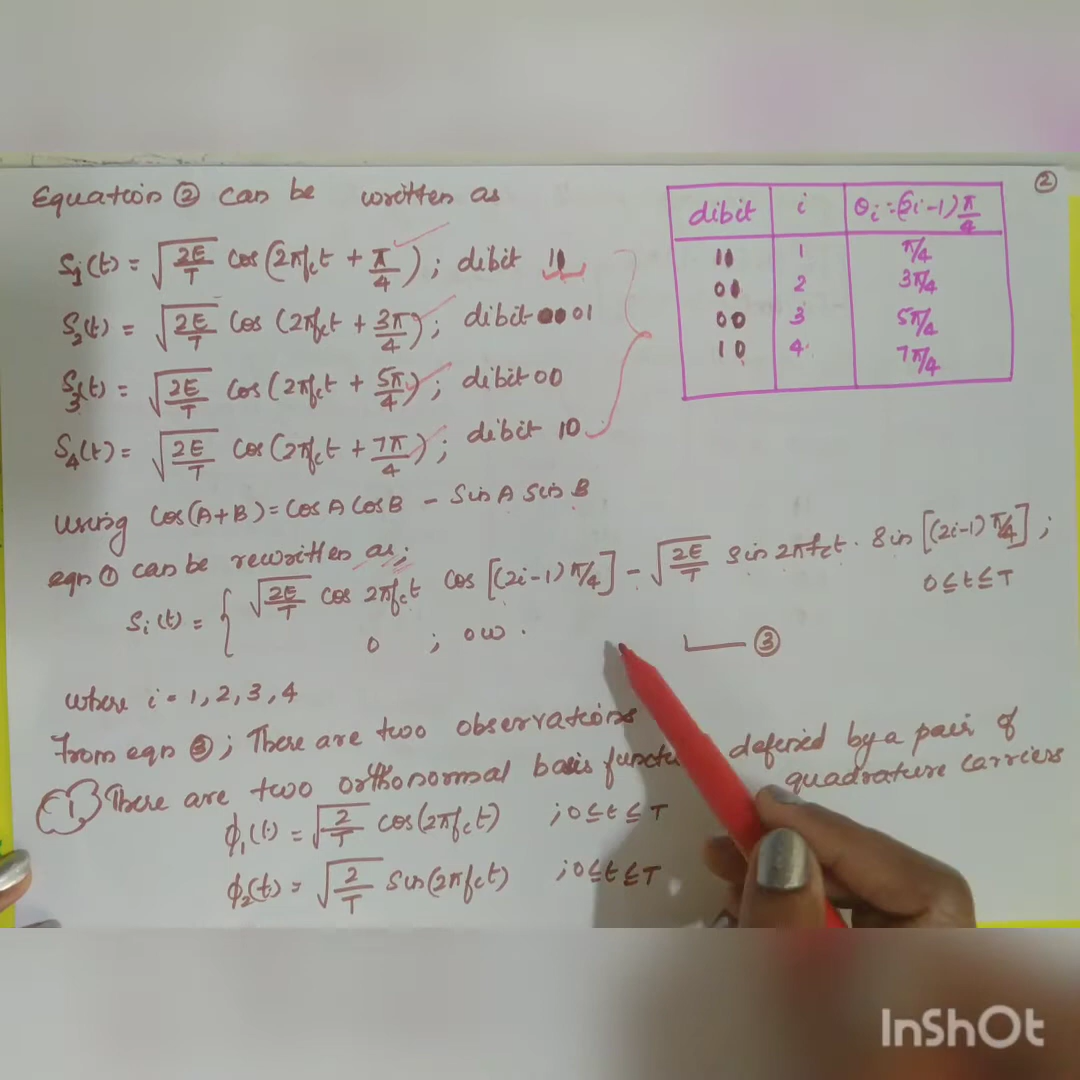 ②
Equation ② can be written as
S₁(t) = √(2E/T) cos(2πfct + π/4) ; dibit 11
S₂(t) = √(2E/T) cos(2πfct + 3π/4) ; dibit 01
S₃(t) = √(2E/T) cos(2πfct + 5π/4) ; dibit 00
S₄(t) = √(2E/T) cos(2πfct + 7π/4) ; dibit 10
dibit i θi = (2i-1) π/4
10 1 π/4
01 2 3π/4
00 3 5π/4
10 4 7π/4
using cos(A+B) = cos A cos B - Sin A Sin B
eqn ① can be rewritten as;
Si(t) = { √(2E/T) cos 2πfct cos [(2i-1) π/4] - √(2E/T) sin 2πfct . Sin [(2i-1) π/4] ;
0 ≤ t ≤ T
0 ; ow .
③
where i = 1, 2, 3, 4
From eqn ③ ; There are two observations
① There are two orthonormal basis defined by a pair of
quadrature carriers
ϕ₁(t) = √(2/T) cos(2πfct) ; 0 ≤ t ≤ T
ϕ₂(t) = √(2/T) Sin(2πfct) ; 0 ≤ t ≤ T
InShOt